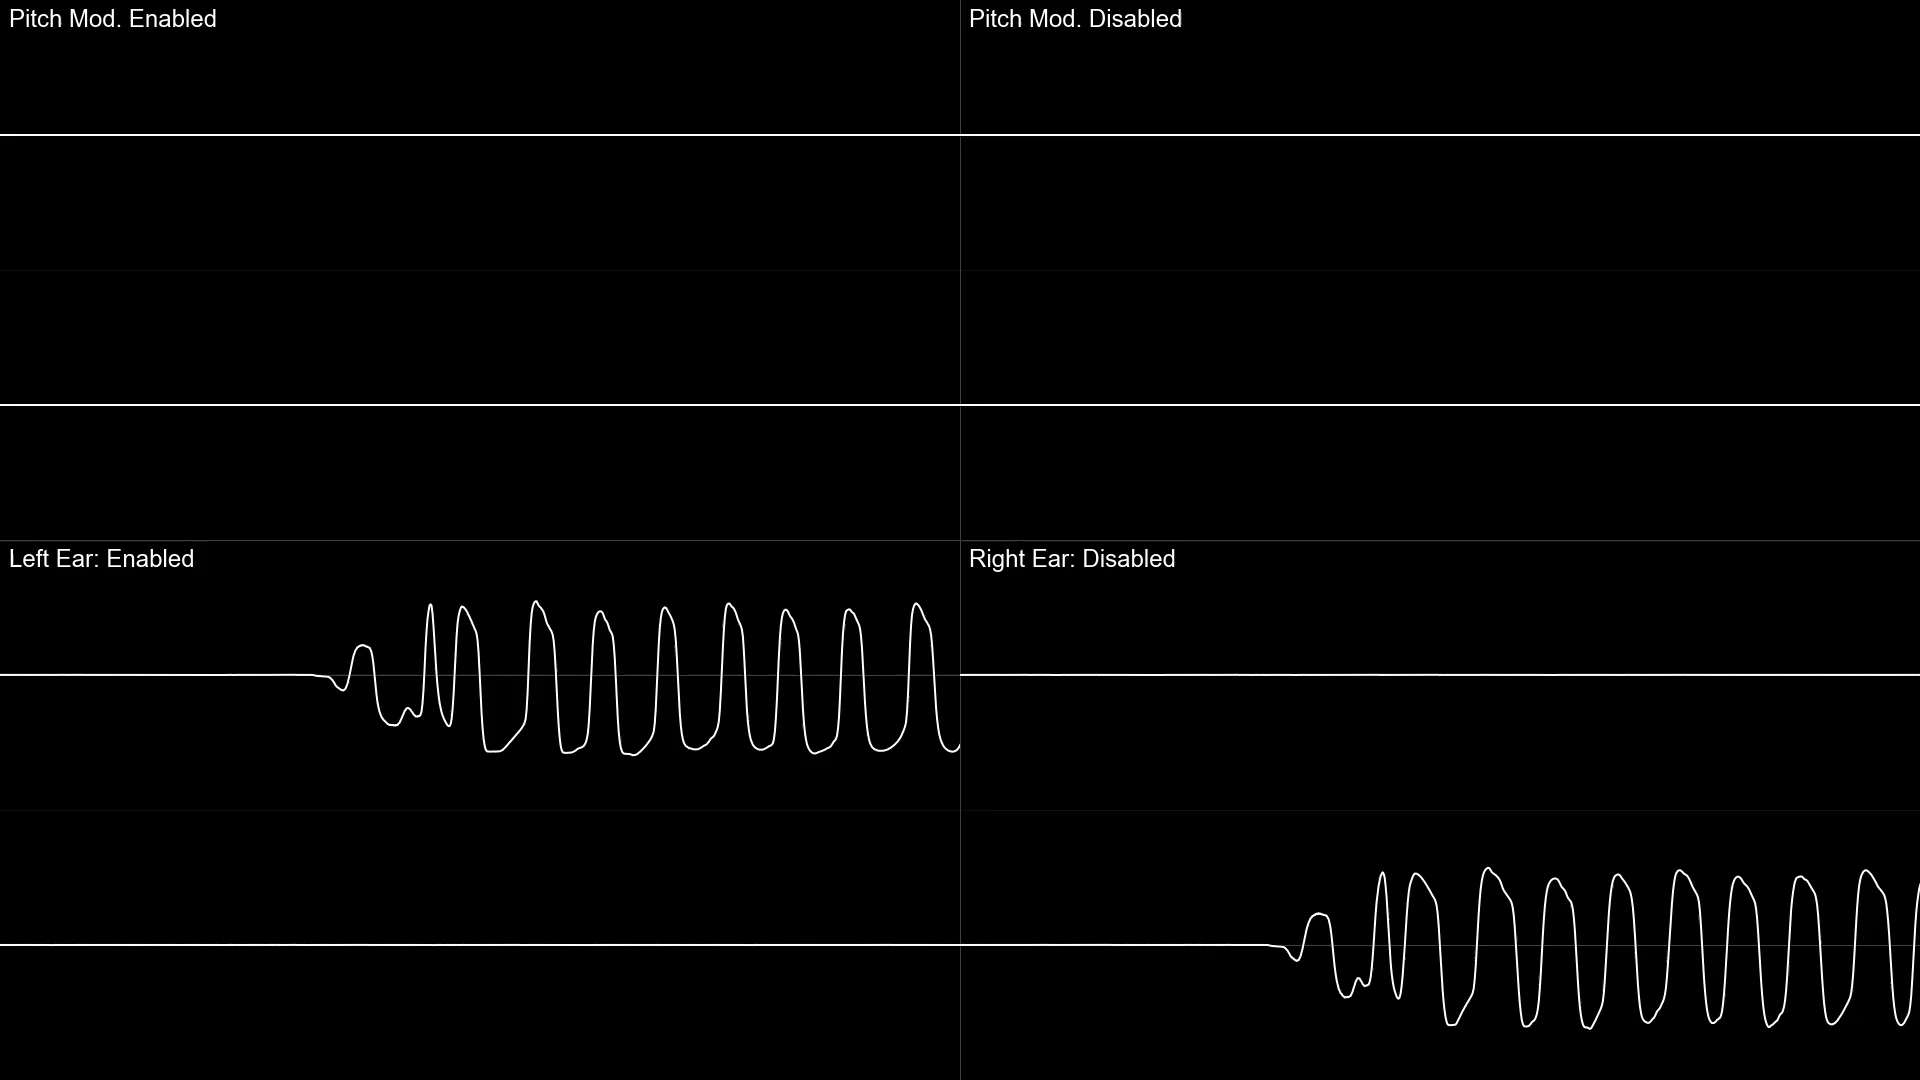 Pitch Mod. Enabled
Pitch Mod. Disabled
Left Ear: Enabled
Right Ear: Disabled